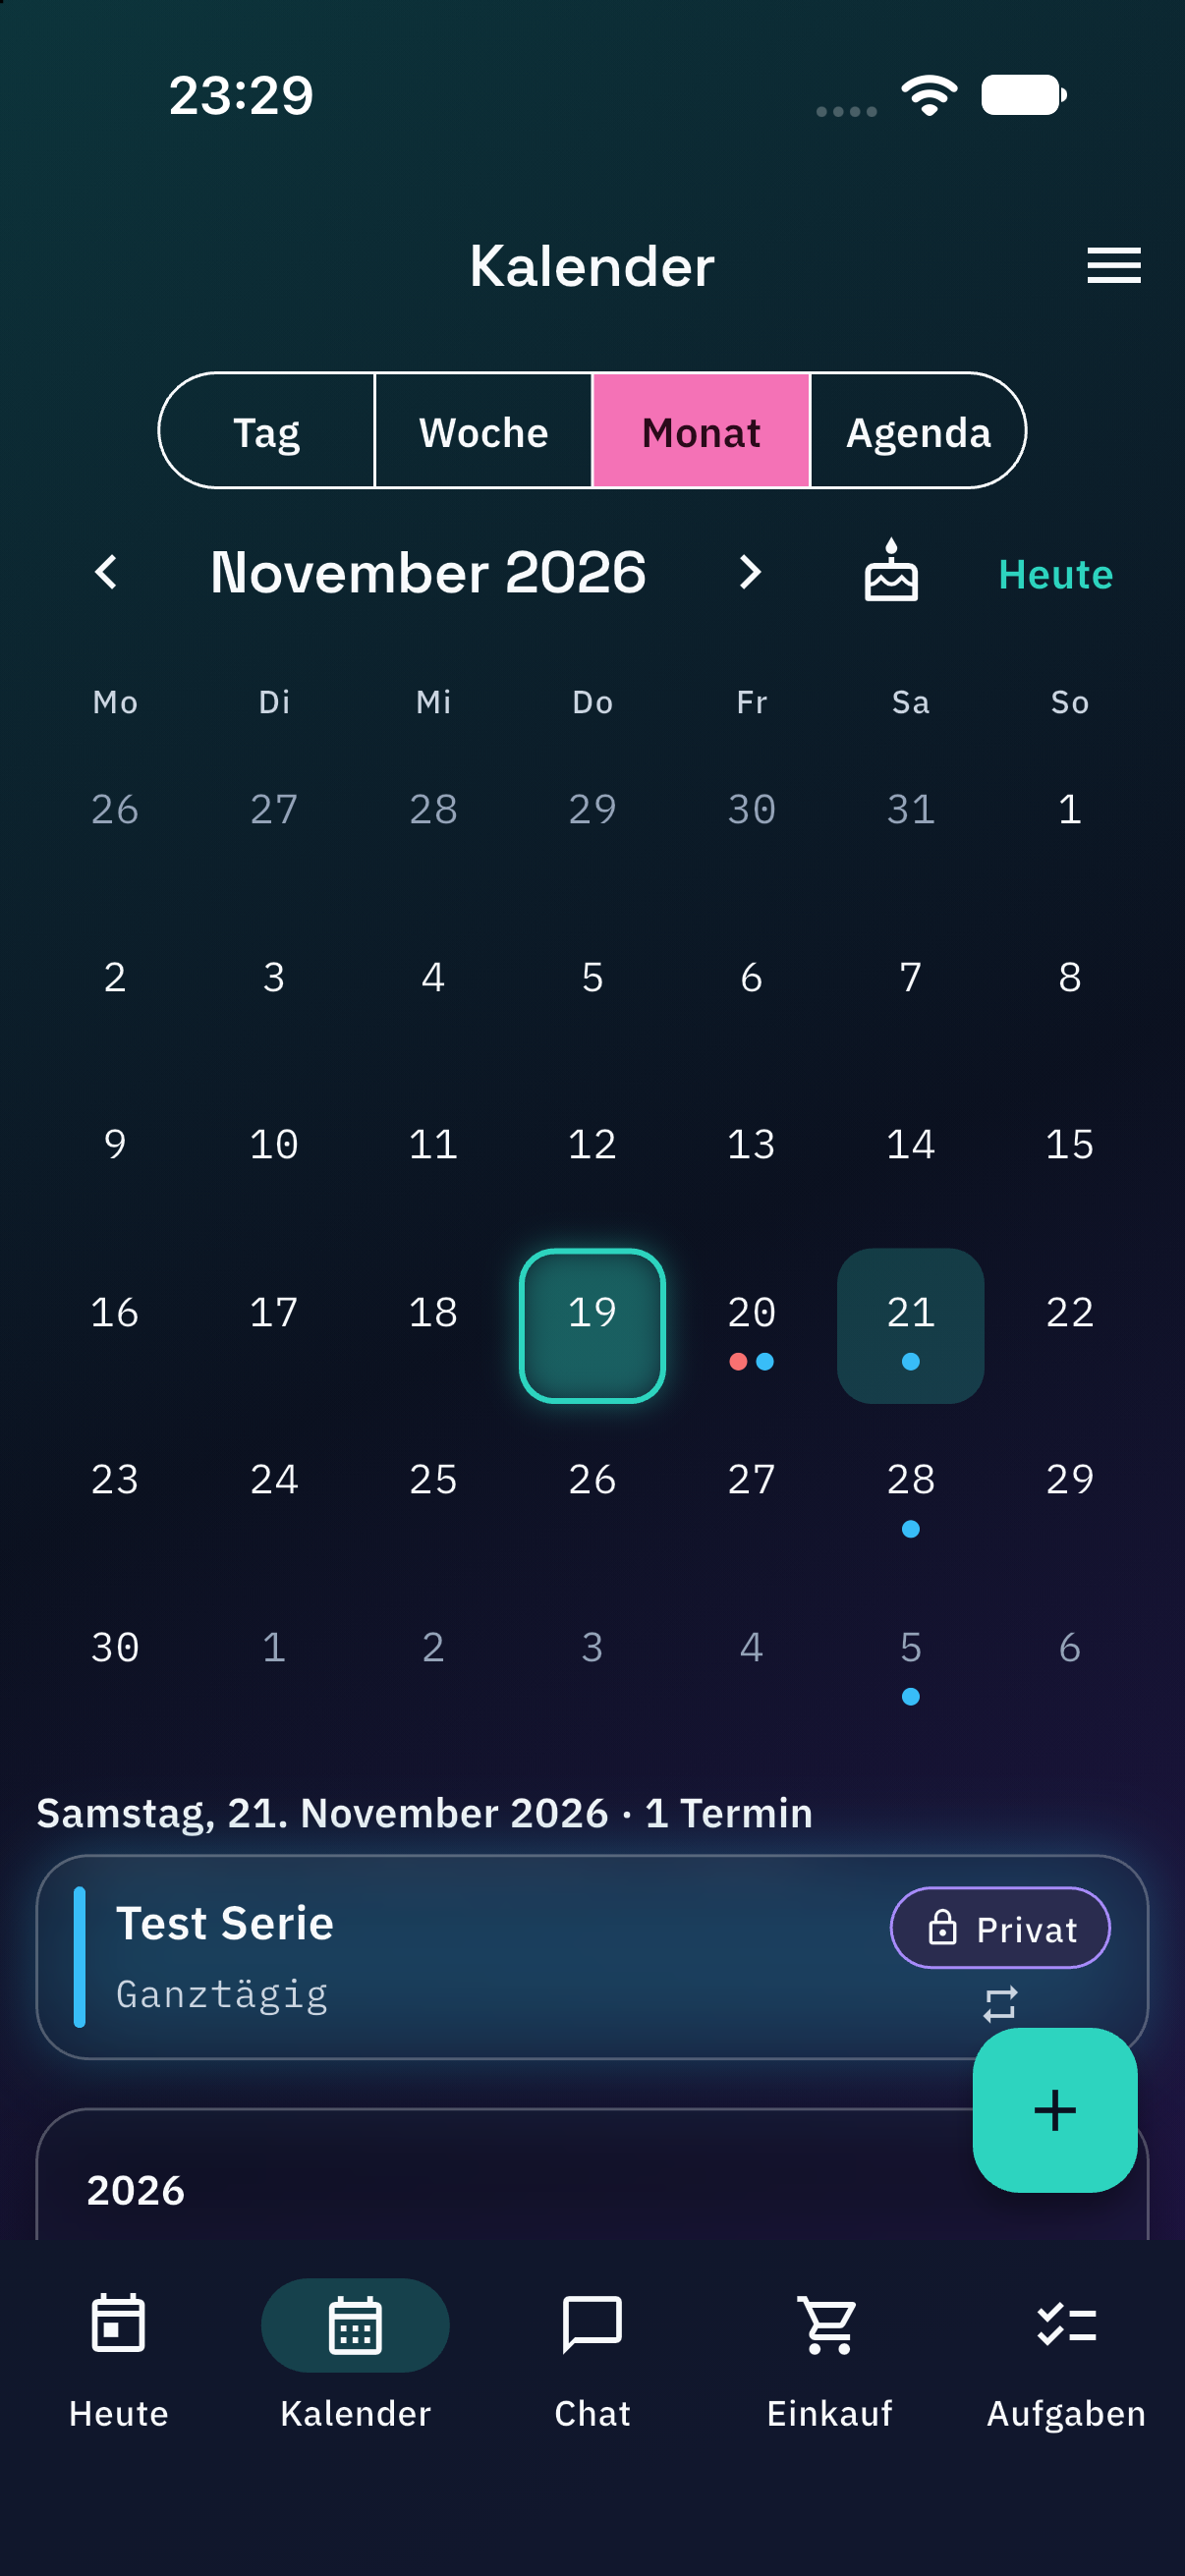 23:29
Kalender
Tag Woche Monat Agenda
November 2026 Heute
Mo Di Mi Do Fr Sa So
26 27 28 29 30 31 1
2 3 4 5 6 7 8
9 10 11 12 13 14 15
16 17 18 19 20 21 22
23 24 25 26 27 28 29
30 1 2 3 4 5 6
Samstag, 21. November 2026 · 1 Termin
Test Serie Privat
Ganztägig
+
2026
Heute Kalender Chat Einkauf Aufgaben